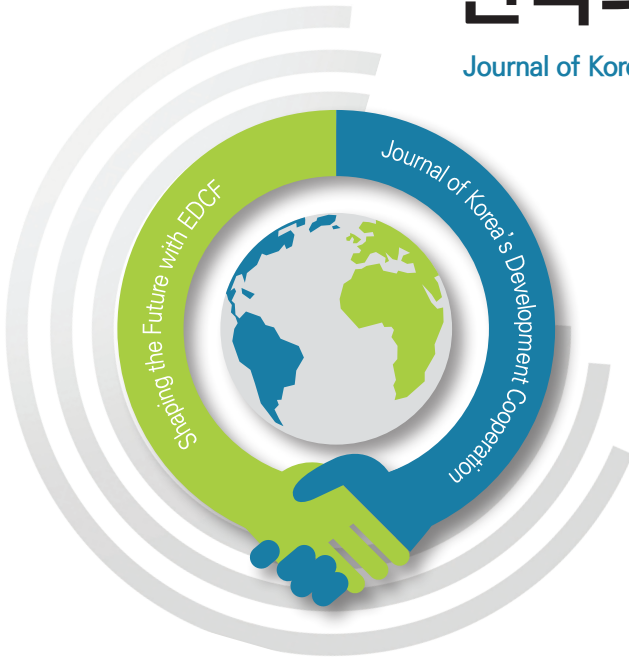 Journal of Kore
Shaping the Future with EDCF
Journal of Korea's Development Cooperation